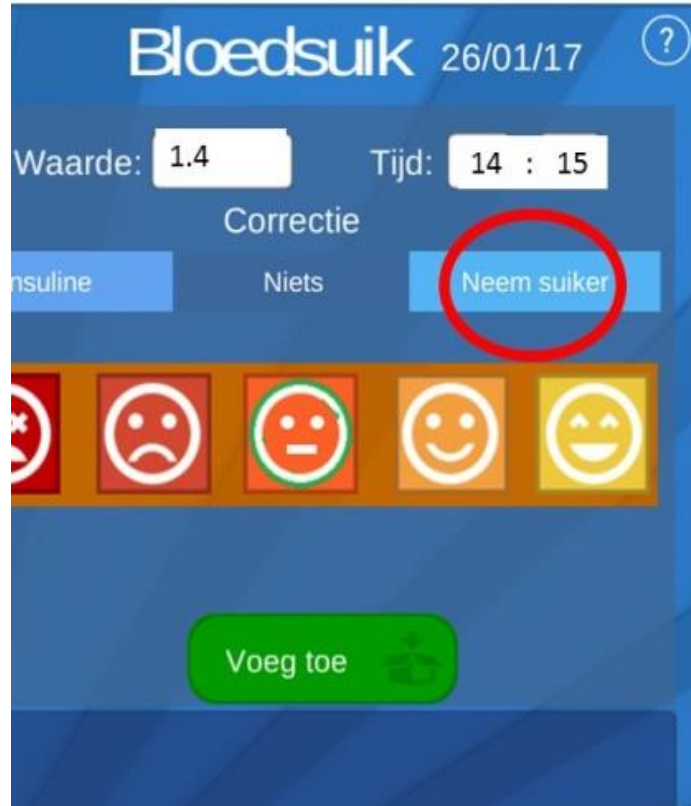 Bloedsuik 26/01/17 ?
Waarde: 1.4 Tijd: 14 : 15
Correctie
nsuline Niets Neem suiker
Voeg toe